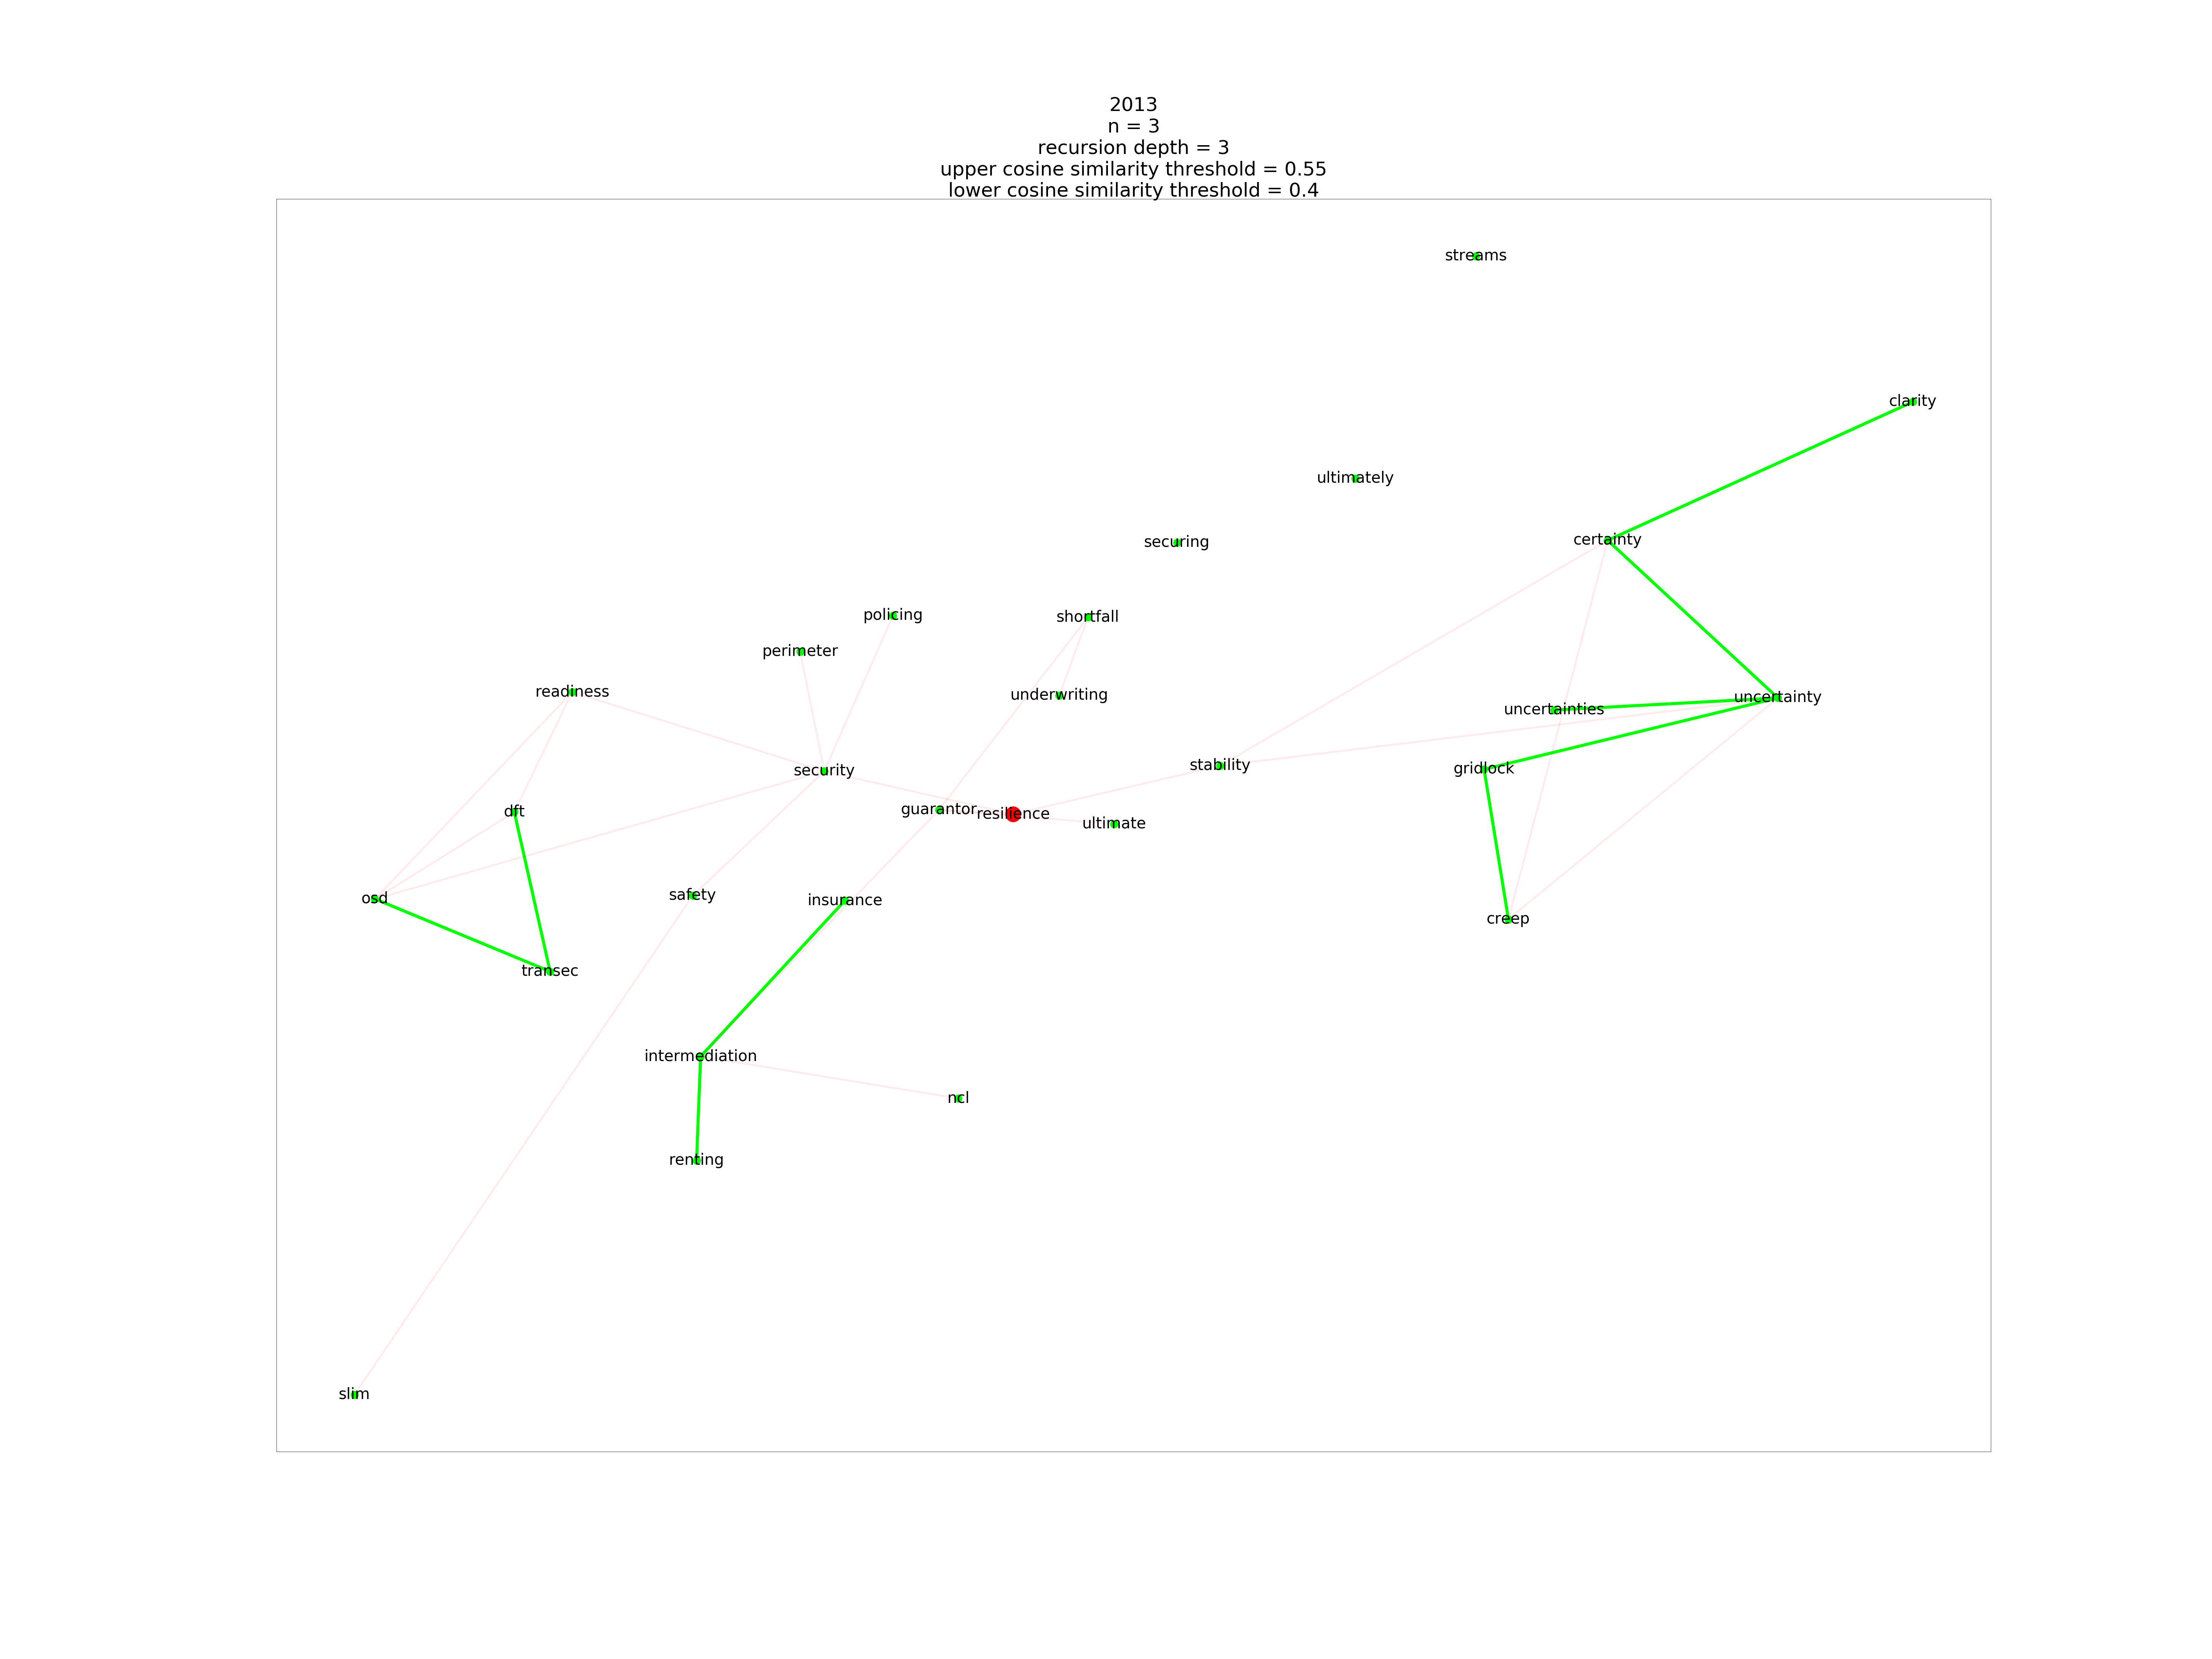 2013
n = 3
recursion depth = 3
upper cosine similarity threshold = 0.55
lower cosine similarity threshold = 0.4
streams
clarity
ultimately
certainty
securing
policing
shortfall
perimeter
readiness
underwriting
uncertainty
uncertainties
security
stability
gridlock
dft
guarantor
resilience
ultimate
osd
safety
insurance
creep
transec
intermediation
ncl
renting
slim